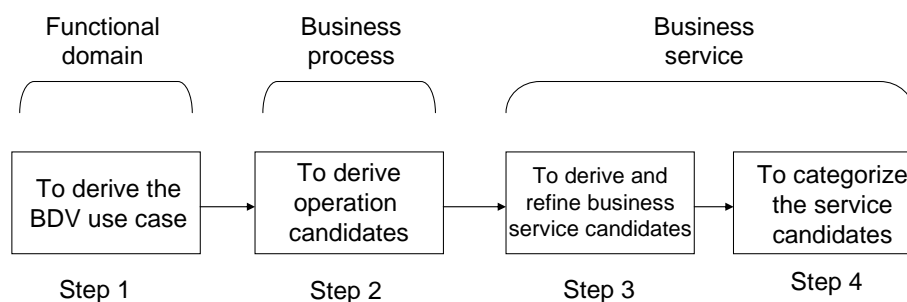 Functional
domain
Business
process
Business
service
To derive the
BDV use case
To derive
operation
candidates
To derive and
refine business
service candidates
To categorize
the service
candidates
Step 1
Step 2
Step 3
Step 4